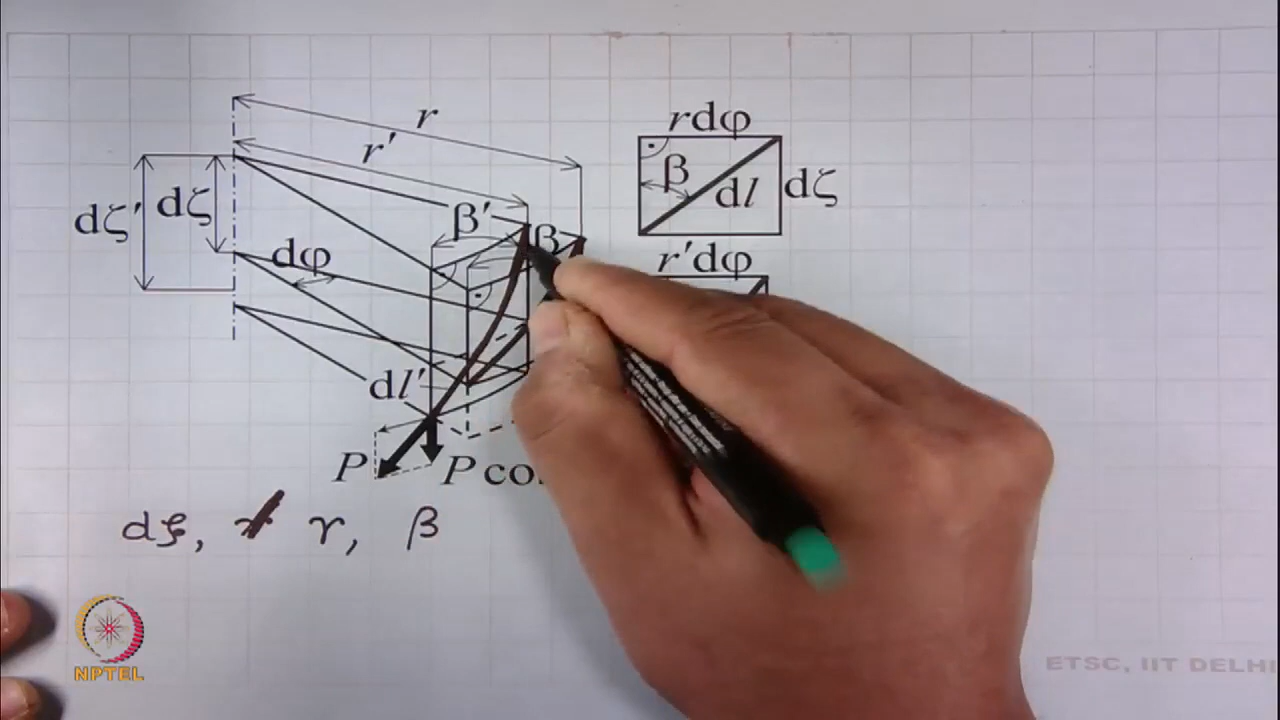 r
r′
rdφ
β
dl
dζ
dζ′
dζ
β′
β
dφ
r′dφ
dl′
P
P co
dζ, r, β
NPTEL
ETSC, IIT DELHI